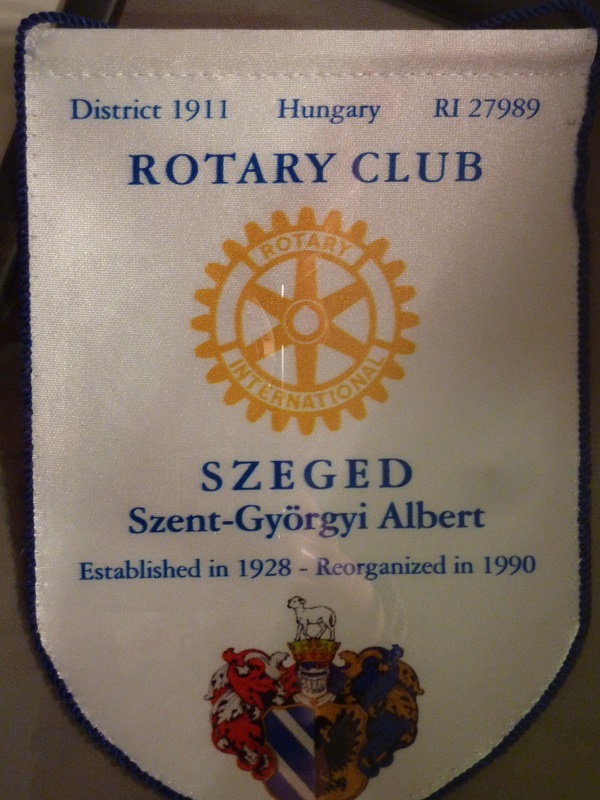 District 1911 Hungary RI 27989
ROTARY CLUB
ROTARY
INTERNATIONAL
SZEGED
Szent-Györgyi Albert
Established in 1928 - Reorganized in 1990